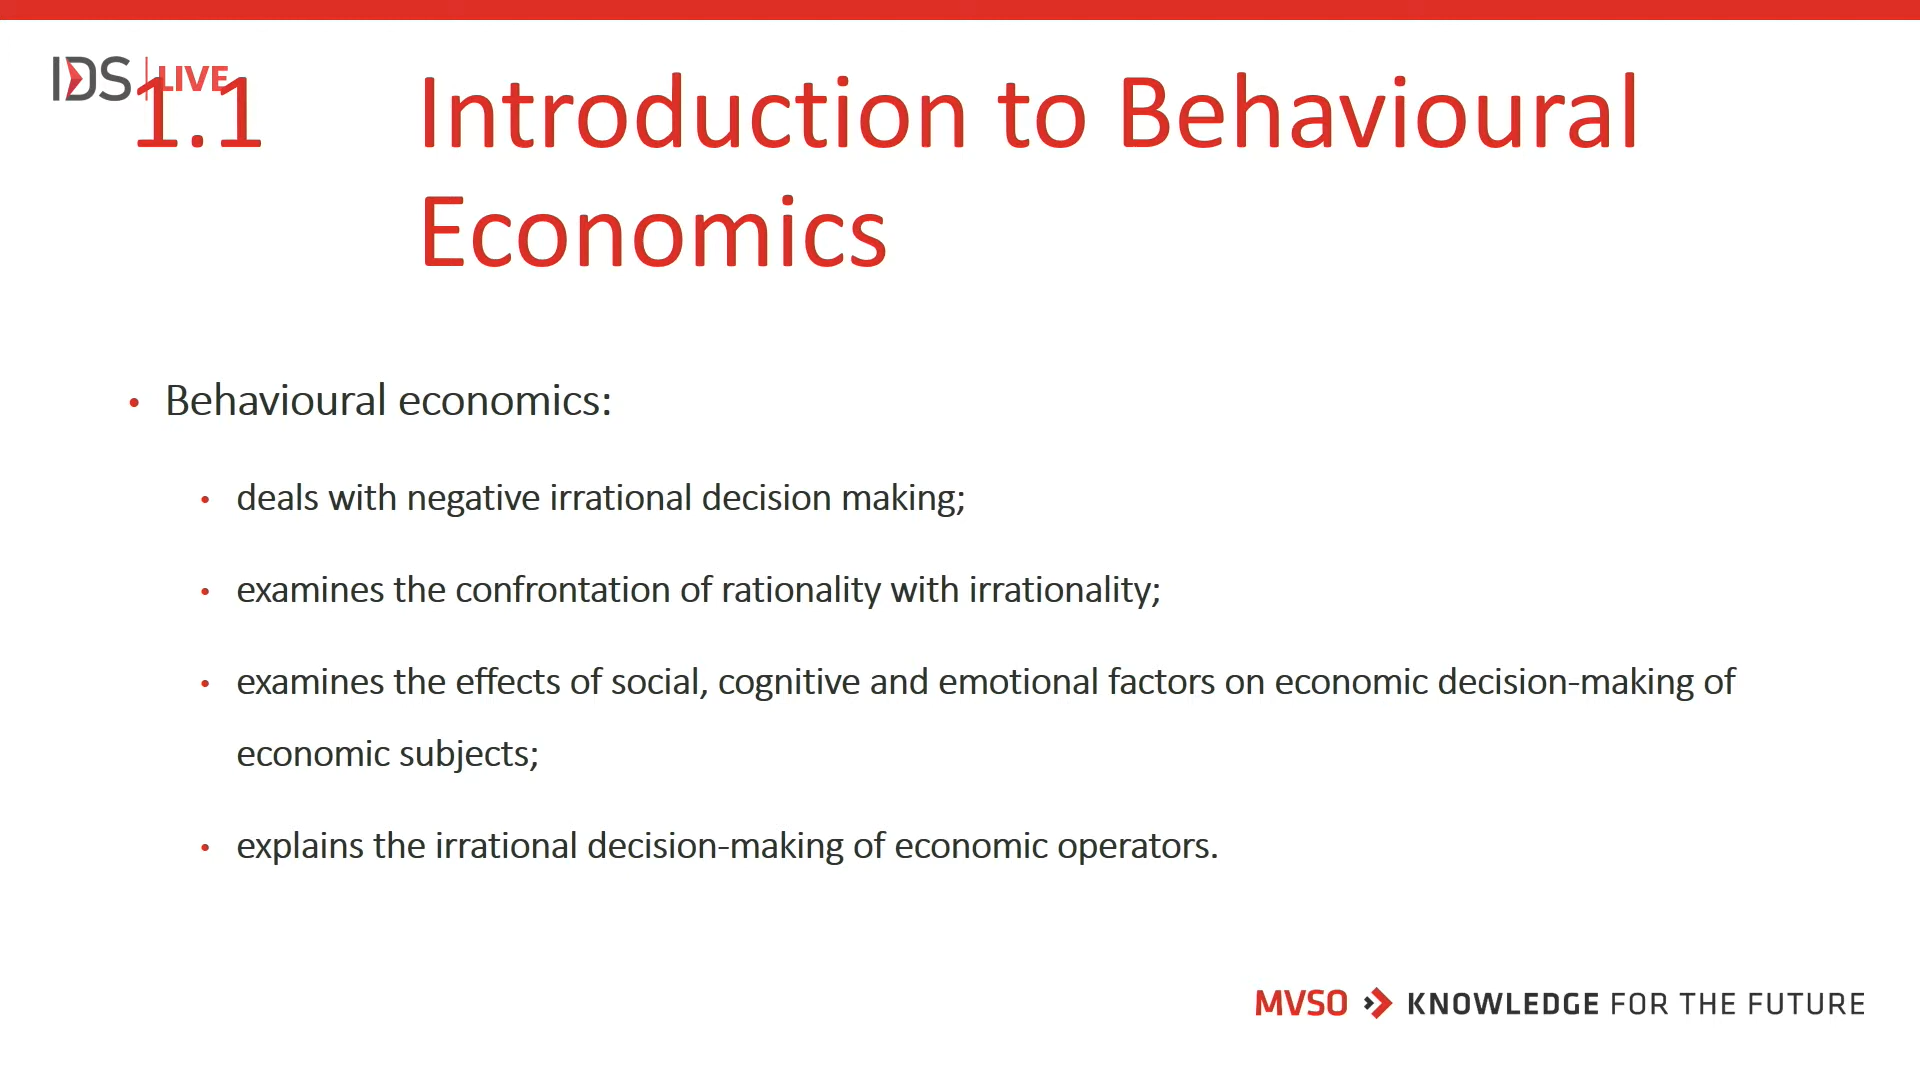 IDS LIVE
1.1 Introduction to Behavioural
Economics
• Behavioural economics:
• deals with negative irrational decision making;
• examines the confrontation of rationality with irrationality;
• examines the effects of social, cognitive and emotional factors on economic decision-making of
economic subjects;
• explains the irrational decision-making of economic operators.
MVSO KNOWLEDGE FOR THE FUTURE